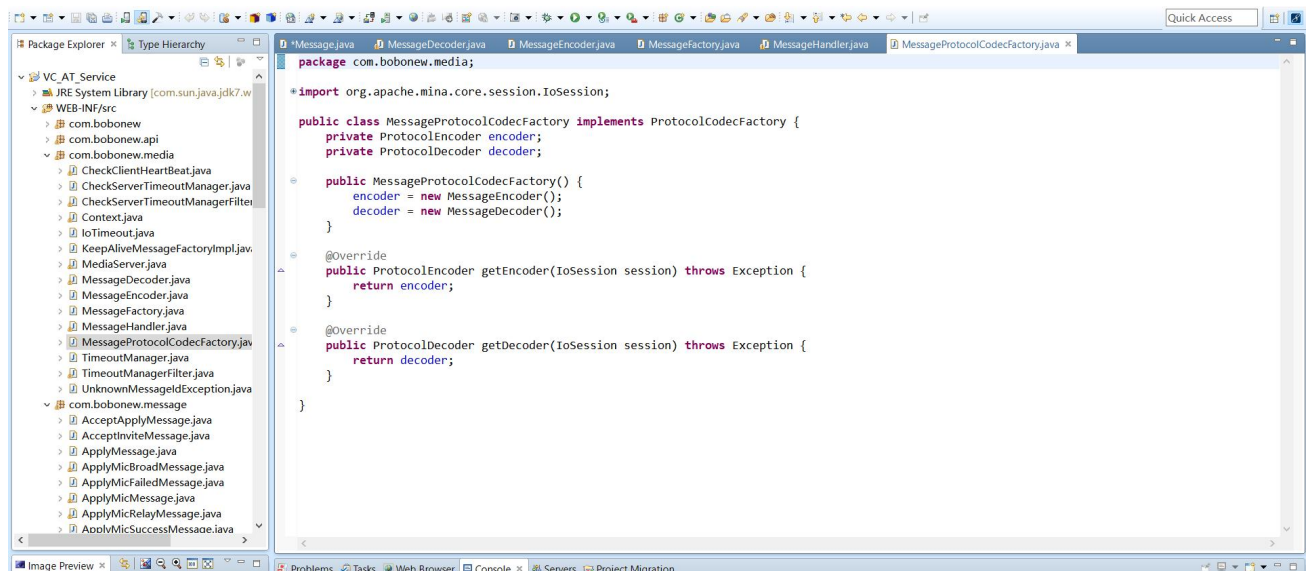 Quick Access
Package Explorer
Type Hierarchy
VC_AT_Service
JRE System Library [com.sun.java.jdk7.w
WEB-INF/src
com.bobonew
com.bobonew.api
com.bobonew.media
CheckClientHeartBeat.java
CheckServerTimeoutManager.java
CheckServerTimeoutManagerFilter
Context.java
IoTimeout.java
KeepAliveMessageFactoryImpl.java
MediaServer.java
MessageDecoder.java
MessageEncoder.java
MessageFactory.java
MessageHandler.java
MessageProtocolCodecFactory.jav
TimeoutManager.java
TimeoutManagerFilter.java
UnknownMessageIdException.java
com.bobonew.message
AcceptApplyMessage.java
AcceptInviteMessage.java
ApplyMessage.java
ApplyMicBroadMessage.java
ApplyMicFailedMessage.java
ApplyMicMessage.java
ApplyMicRelayMessage.java
ApplyMicSuccessMessage.java
Image Preview
*Message.java
MessageDecoder.java
MessageEncoder.java
MessageFactory.java
MessageHandler.java
MessageProtocolCodecFactory.java
package com.bobonew.media;
import org.apache.mina.core.session.IoSession;
public class MessageProtocolCodecFactory implements ProtocolCodecFactory {
private ProtocolEncoder encoder;
private ProtocolDecoder decoder;
public MessageProtocolCodecFactory() {
encoder = new MessageEncoder();
decoder = new MessageDecoder();
}
@Override
public ProtocolEncoder getEncoder(IoSession session) throws Exception {
return encoder;
}
@Override
public ProtocolDecoder getDecoder(IoSession session) throws Exception {
return decoder;
}
}
Problems
Tasks
Web Browser
Console
Servers
Project Migration